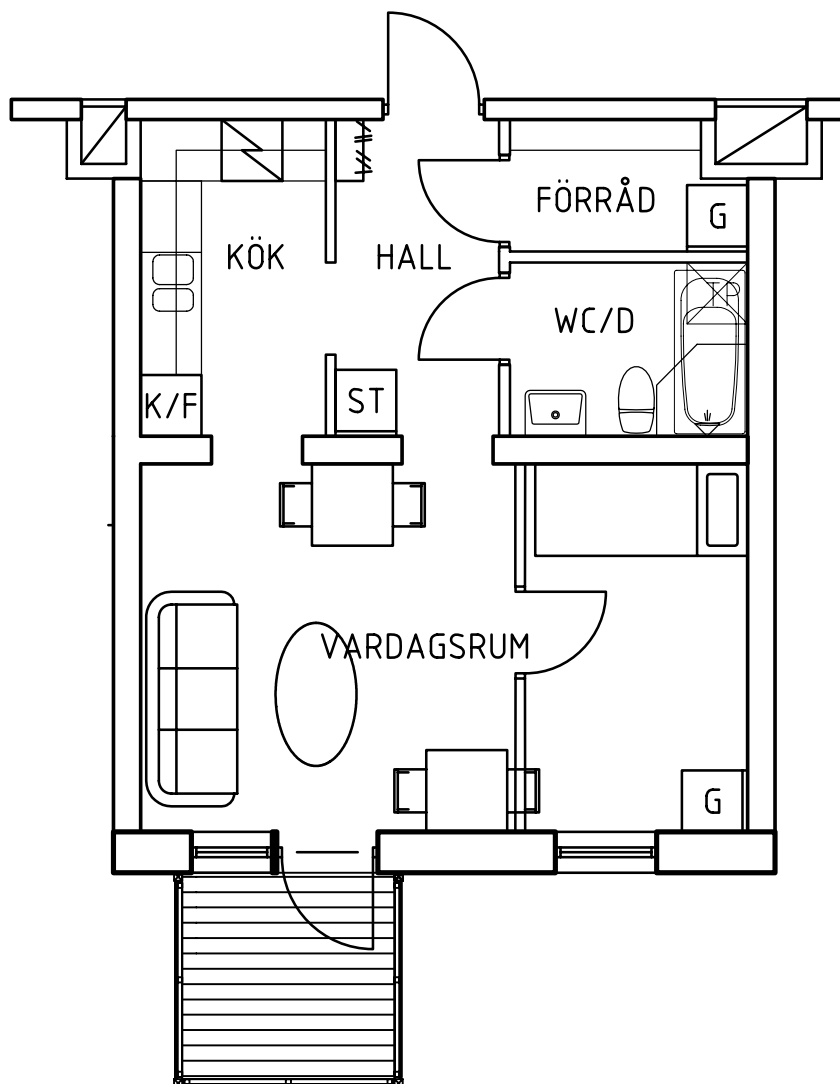 FÖRRÅD
G
KÖK
HALL
WC/D
K/F
ST
VARDAGSRUM
G